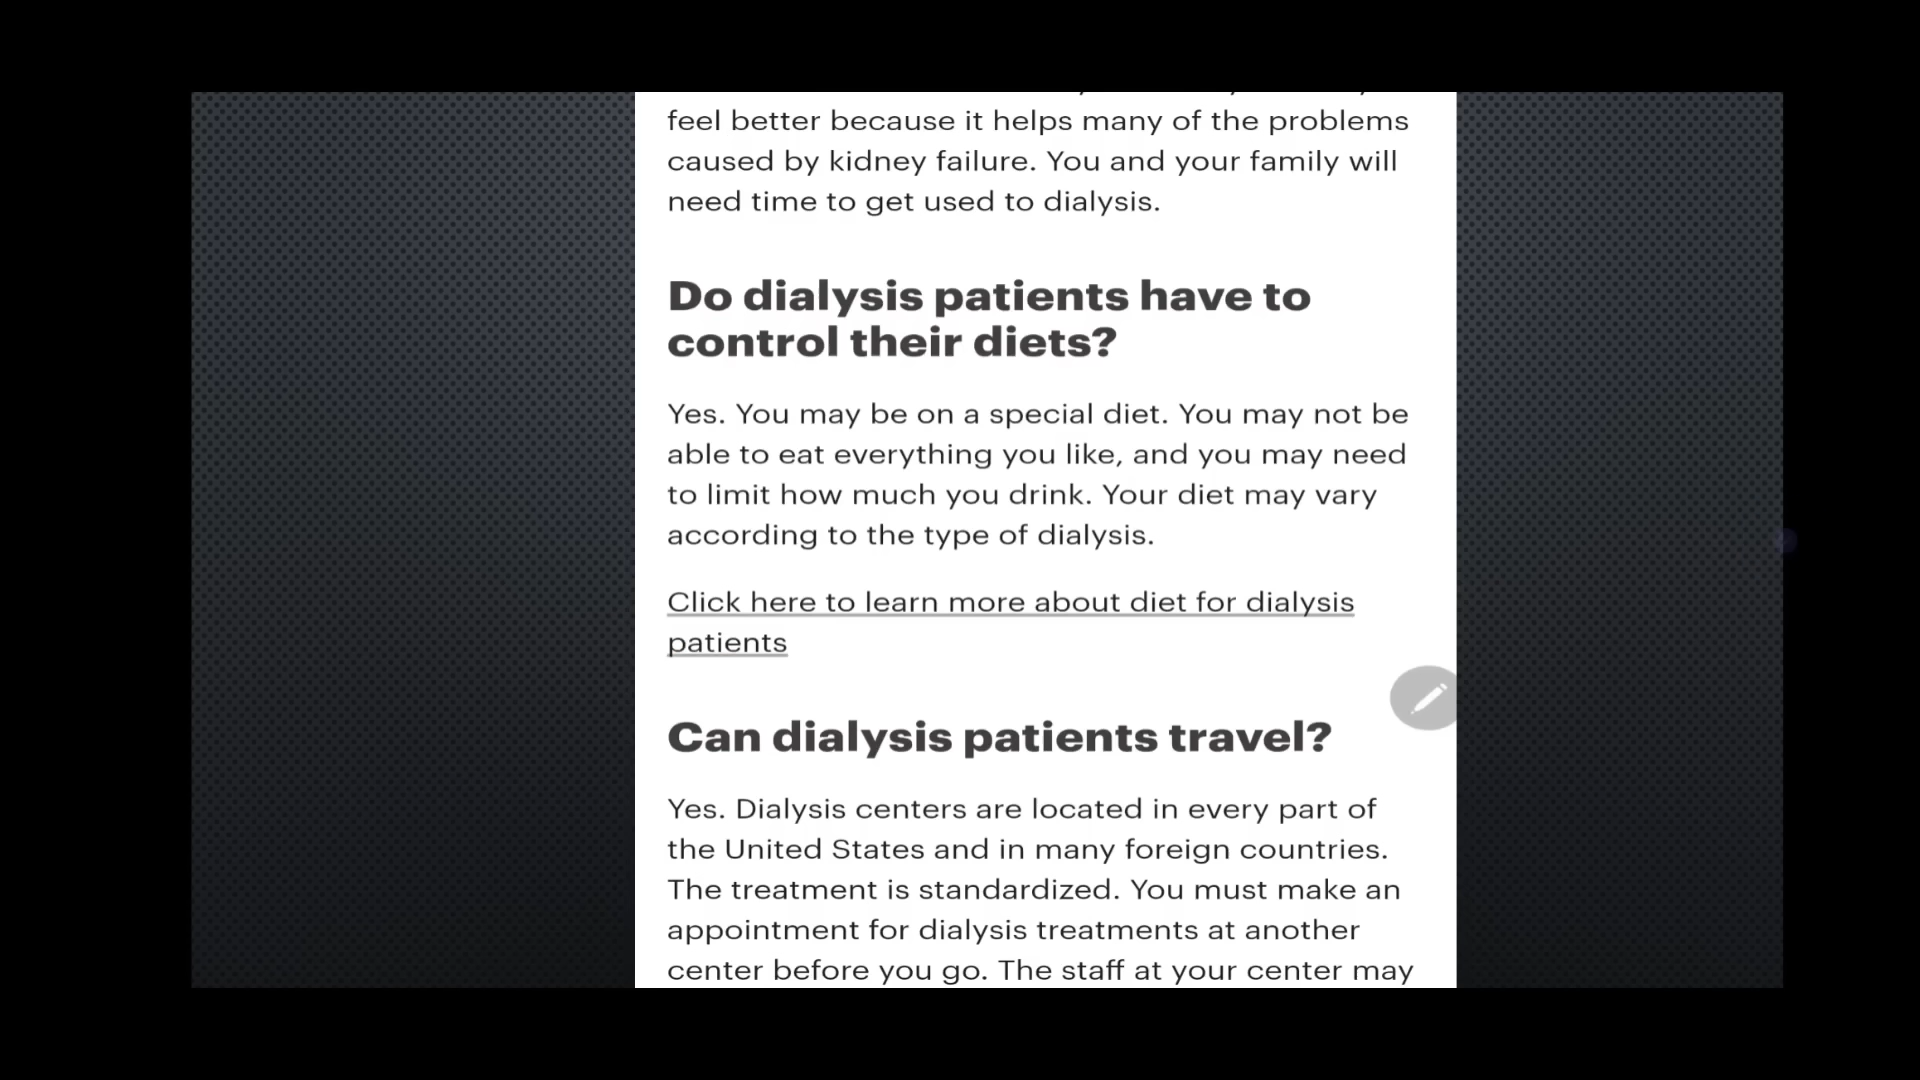 feel better because it helps many of the problems
caused by kidney failure. You and your family will
need time to get used to dialysis.
Do dialysis patients have to
control their diets?
Yes. You may be on a special diet. You may not be
able to eat everything you like, and you may need
to limit how much you drink. Your diet may vary
according to the type of dialysis.
Click here to learn more about diet for dialysis
patients
Can dialysis patients travel?
Yes. Dialysis centers are located in every part of
the United States and in many foreign countries.
The treatment is standardized. You must make an
appointment for dialysis treatments at another
center before you go. The staff at your center may